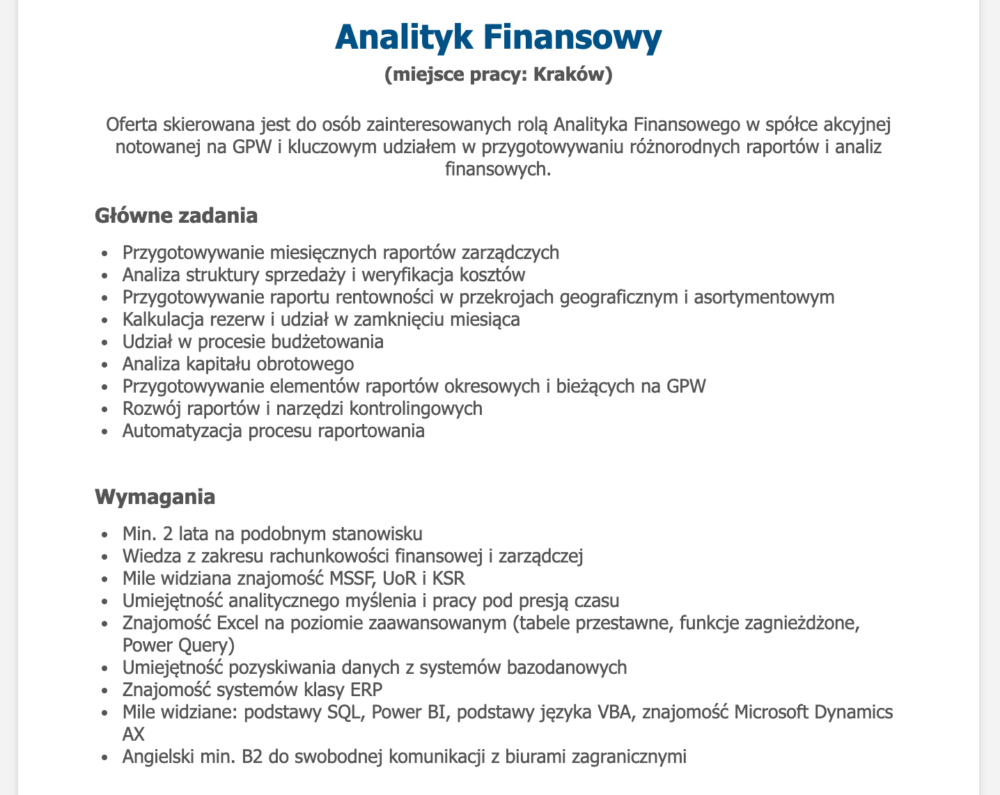 Analityk Finansowy
(miejsce pracy: Kraków)
Oferta skierowana jest do osób zainteresowanych rolą Analityka Finansowego w spółce akcyjnej
notowanej na GPW i kluczowym udziałem w przygotowywaniu różnorodnych raportów i analiz
finansowych.
Główne zadania
• Przygotowywanie miesięcznych raportów zarządczych
• Analiza struktury sprzedaży i weryfikacja kosztów
• Przygotowywanie raportu rentowności w przekrojach geograficznym i asortymentowym
• Kalkulacja rezerw i udział w zamknięciu miesiąca
• Udział w procesie budżetowania
• Analiza kapitału obrotowego
• Przygotowywanie elementów raportów okresowych i bieżących na GPW
• Rozwój raportów i narzędzi kontrolingowych
• Automatyzacja procesu raportowania
Wymagania
• Min. 2 lata na podobnym stanowisku
• Wiedza z zakresu rachunkowości finansowej i zarządczej
• Mile widziana znajomość MSSF, UoR i KSR
• Umiejętność analitycznego myślenia i pracy pod presją czasu
• Znajomość Excel na poziomie zaawansowanym (tabele przestawne, funkcje zagnieżdżone,
Power Query)
• Umiejętność pozyskiwania danych z systemów bazodanowych
• Znajomość systemów klasy ERP
• Mile widziane: podstawy SQL, Power BI, podstawy języka VBA, znajomość Microsoft Dynamics
AX
• Angielski min. B2 do swobodnej komunikacji z biurami zagranicznymi